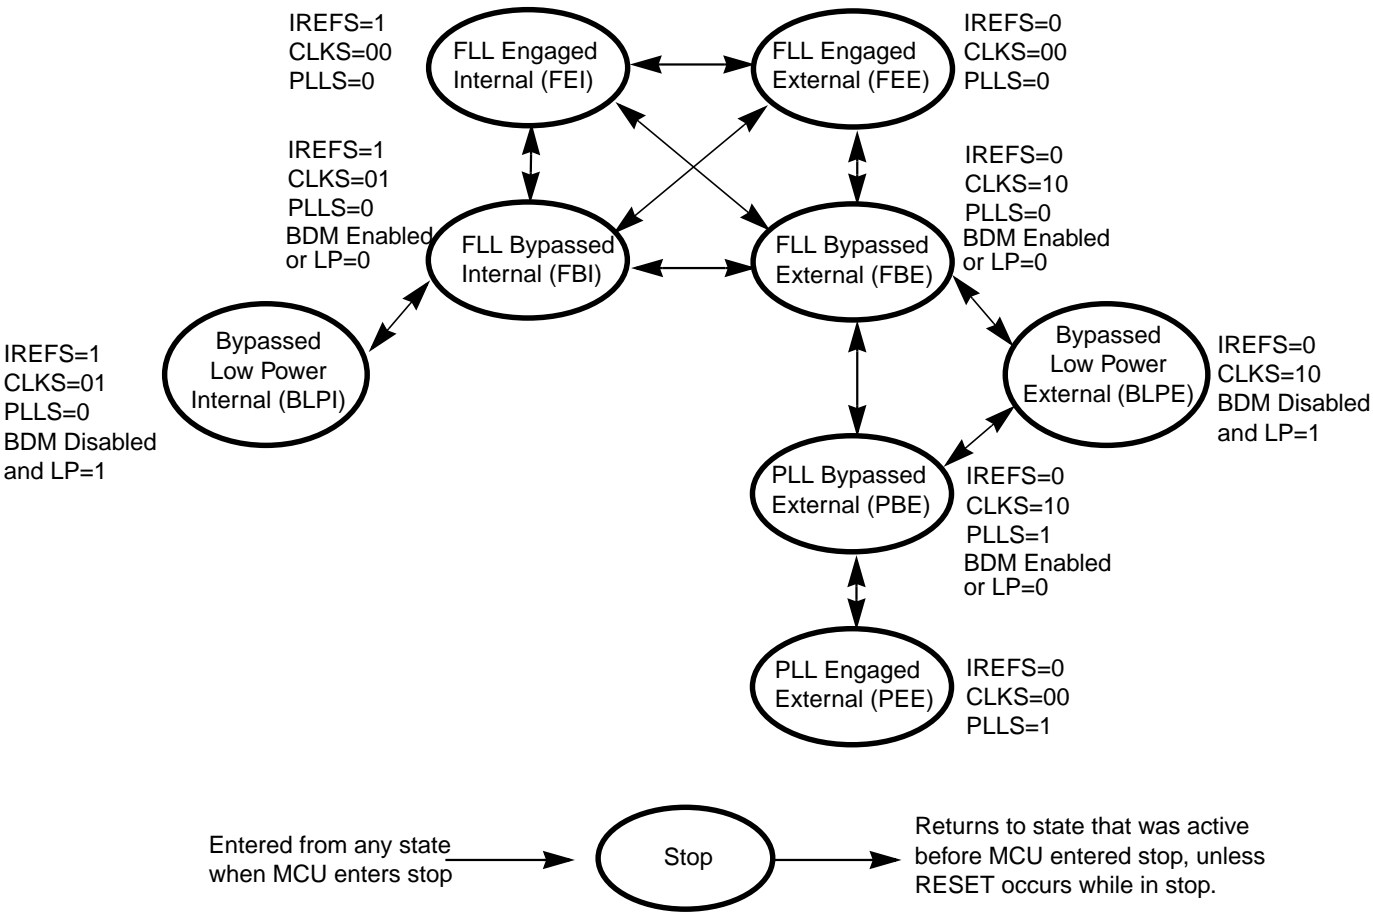 IREFS=1
CLKS=00
PLLS=0
FLL Engaged
Internal (FEI)
FLL Engaged
External (FEE)
IREFS=0
CLKS=00
PLLS=0
IREFS=1
CLKS=01
PLLS=0
BDM Enabled
or LP=0
FLL Bypassed
Internal (FBI)
FLL Bypassed
External (FBE)
IREFS=0
CLKS=10
PLLS=0
BDM Enabled
or LP=0
IREFS=1
CLKS=01
PLLS=0
BDM Disabled
and LP=1
Bypassed
Low Power
Internal (BLPI)
Bypassed
Low Power
External (BLPE)
IREFS=0
CLKS=10
BDM Disabled
and LP=1
PLL Bypassed
External (PBE)
IREFS=0
CLKS=10
PLLS=1
BDM Enabled
or LP=0
PLL Engaged
External (PEE)
IREFS=0
CLKS=00
PLLS=1
Entered from any state
when MCU enters stop
Stop
Returns to state that was active
before MCU entered stop, unless
RESET occurs while in stop.